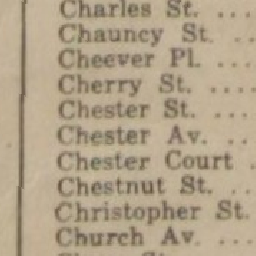 Charles St. ...
Chauncy St. ..
Cheever Pl. ...
Cherry St. ....
Chester St. ...
Chester Av. ...
Chester Court .
Chestnut St. ..
Christopher St.
Church Av. ...